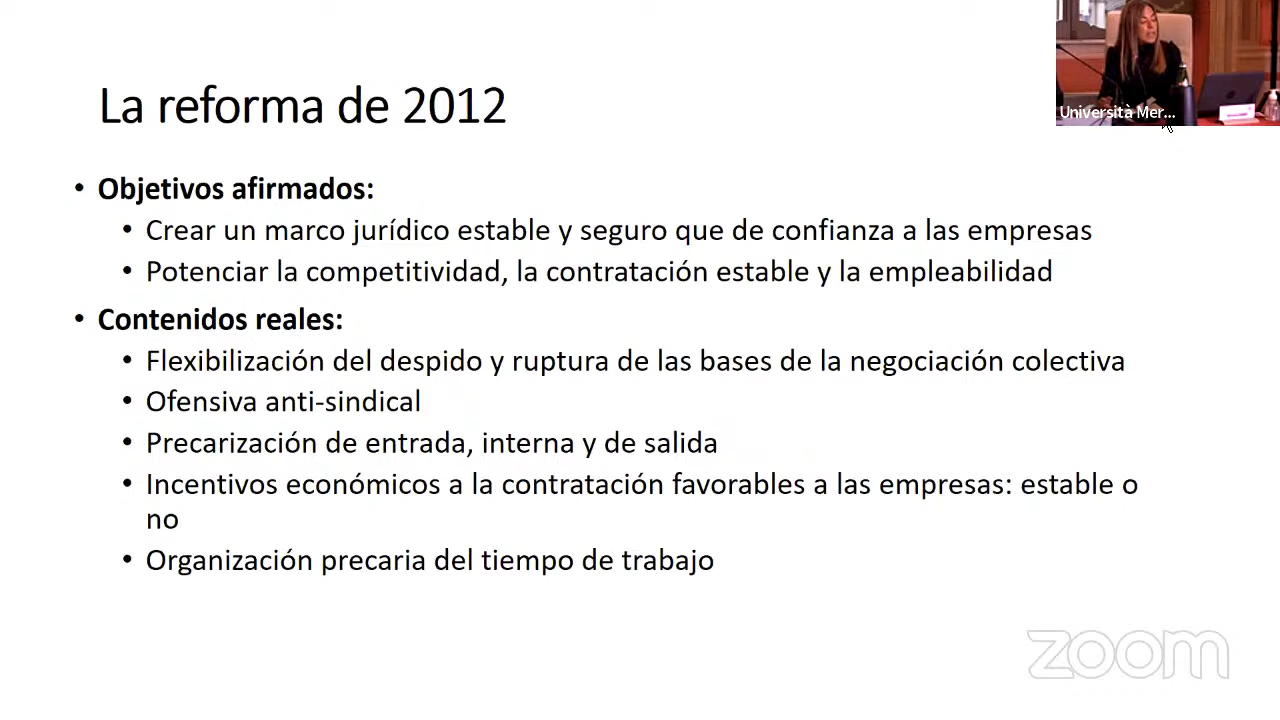 La reforma de 2012
Università Mer...
• Objetivos afirmados:
• Crear un marco jurídico estable y seguro que de confianza a las empresas
• Potenciar la competitividad, la contratación estable y la empleabilidad
• Contenidos reales:
• Flexibilización del despido y ruptura de las bases de la negociación colectiva
• Ofensiva anti-sindical
• Precarización de entrada, interna y de salida
• Incentivos económicos a la contratación favorables a las empresas: estable o
no
• Organización precaria del tiempo de trabajo
zoom